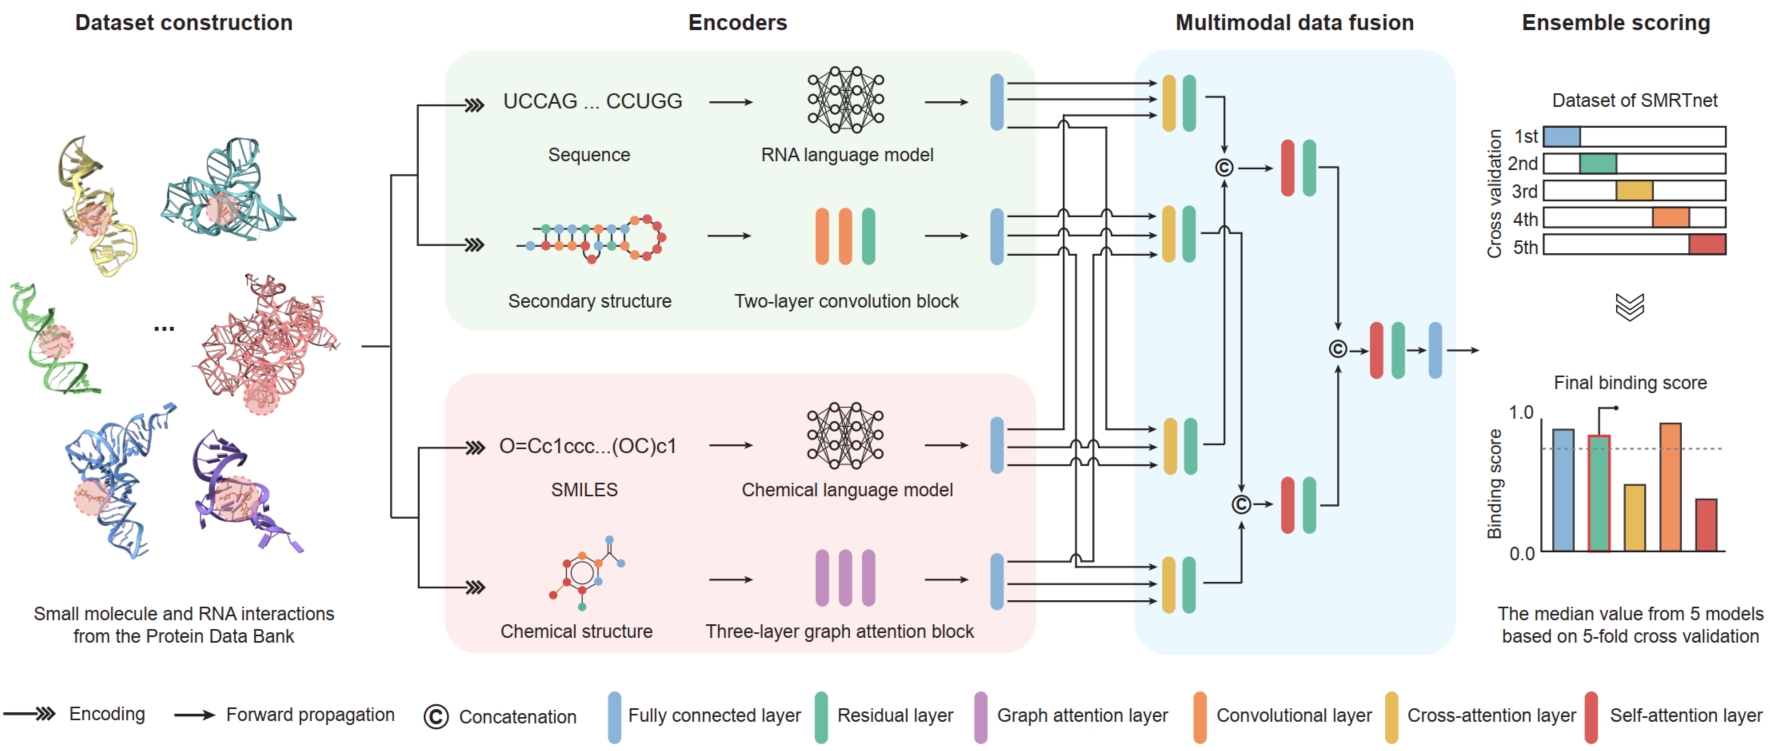 Dataset construction
Encoders
Multimodal data fusion
Ensemble scoring
UCCAG ... CCUGG
Sequence
RNA language model
Secondary structure
Two-layer convolution block
O=Cc1ccc...(OC)c1
SMILES
Chemical language model
Chemical structure
Three-layer graph attention block
...
Small molecule and RNA interactions
from the Protein Data Bank
C
C
C
C
Dataset of SMRTnet
Cross validation
1st
2nd
3rd
4th
5th
Final binding score
Binding score
1.0
0.0
The median value from 5 models
based on 5-fold cross validation
Encoding
Forward propagation
C Concatenation
Fully connected layer
Residual layer
Graph attention layer
Convolutional layer
Cross-attention layer
Self-attention layer